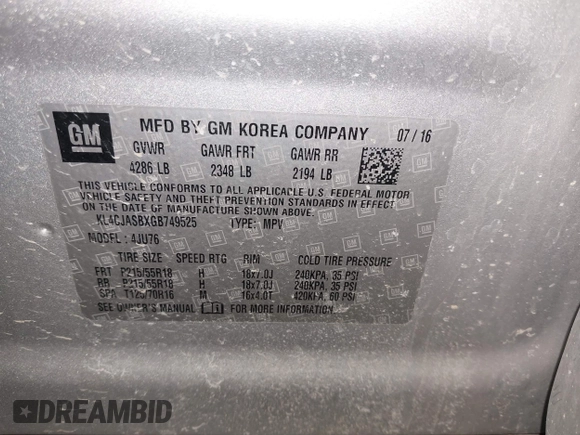 GM
MFD BY GM KOREA COMPANY 07/16
GVWR GAWR FRT GAWR RR
4286 LB 2348 LB 2194 LB
THIS VEHICLE CONFORMS TO ALL APPLICABLE U.S. FEDERAL MOTOR
VEHICLE SAFETY AND THEFT PREVENTION STANDARDS IN EFFECT
ON THE DATE OF MANUFACTURE SHOWN ABOVE.
KL4CJASBXGB749525 TYPE: MPV
MODEL: 4JU76
TIRE SIZE SPEED RTG RIM COLD TIRE PRESSURE
FRT P215/55R18 H 18x7.0J 240KPA, 35 PSI
RR P215/55R18 H 18x7.0J 240KPA, 35 PSI
SPA T125/70R16 M 16x4.0T 420KPA, 60 PSI
SEE OWNER'S MANUAL FOR MORE INFORMATION
DREAMBID